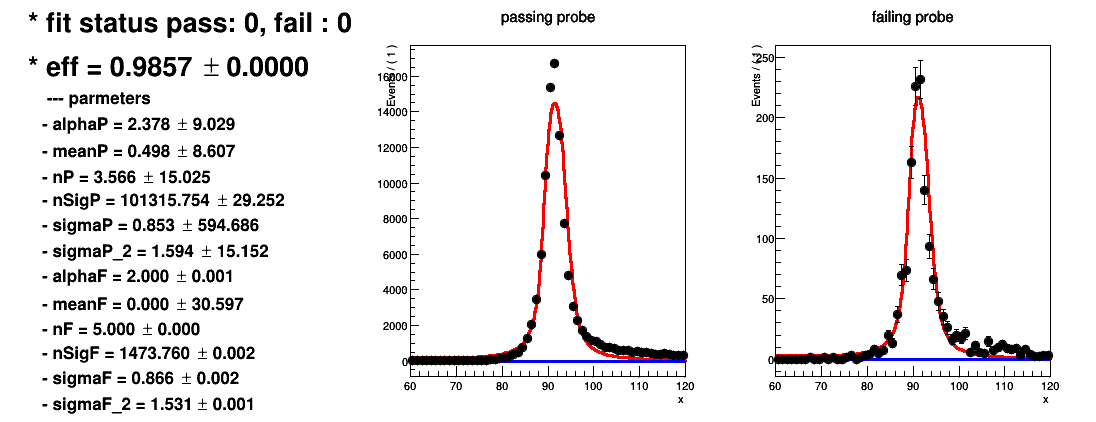 * fit status pass: 0, fail : 0
* eff = 0.9857 ± 0.0000
--- parmeters
- alphaP = 2.378 ± 9.029
- meanP = 0.498 ± 8.607
- nP = 3.566 ± 15.025
- nSigP = 101315.754 ± 29.252
- sigmaP = 0.853 ± 594.686
- sigmaP_2 = 1.594 ± 15.152
- alphaF = 2.000 ± 0.001
- meanF = 0.000 ± 30.597
- nF = 5.000 ± 0.000
- nSigF = 1473.760 ± 0.002
- sigmaF = 0.866 ± 0.002
- sigmaF_2 = 1.531 ± 0.001
passing probe
Events / ( 1 )
16000
14000
12000
10000
8000
6000
4000
2000
0
60 70 80 90 100 110 120
x
failing probe
Events / ( 1 )
250
200
150
100
50
0
60 70 80 90 100 110 120
x